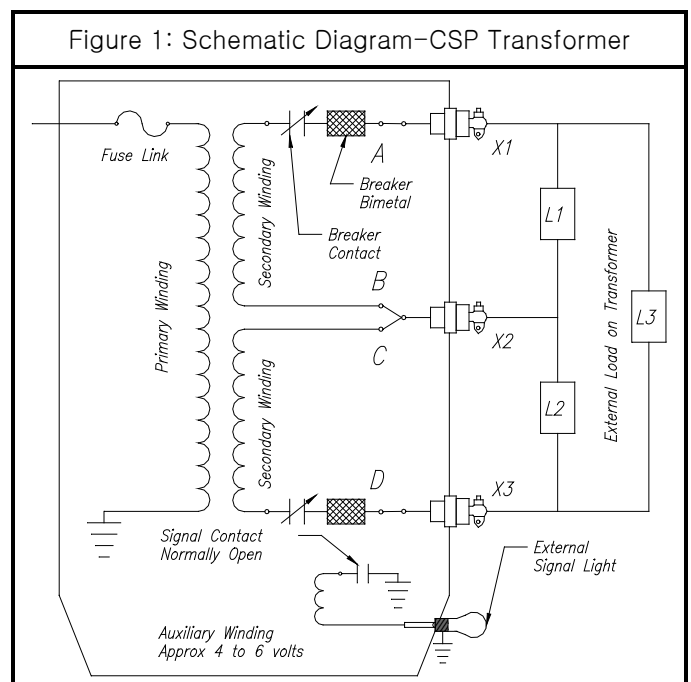 Figure 1: Schematic Diagram-CSP Transformer
Fuse Link
Primary Winding
Secondary Winding
A
Breaker
Bimetal
Breaker
Contact
X1
B
C
X2
Secondary Winding
D
X3
L1
L2
L3
External Load on Transformer
Signal Contact
Normally Open
External
Signal Light
Auxiliary Winding
Approx 4 to 6 volts